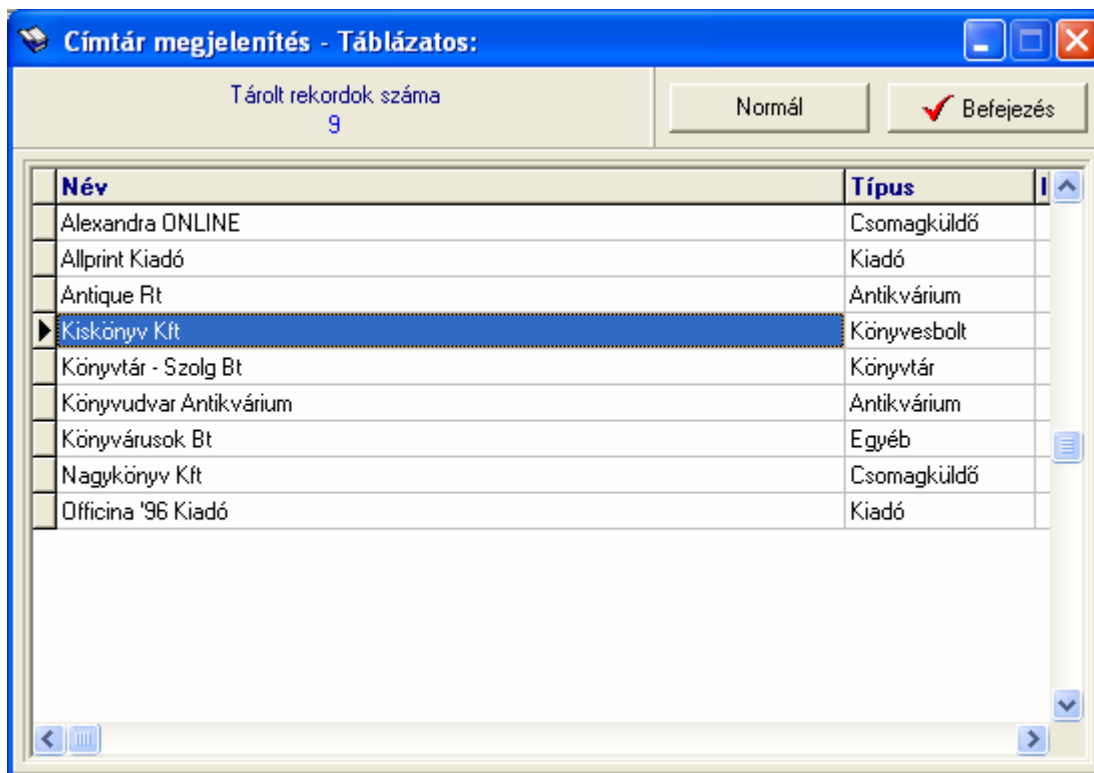 Címtár megjelenítés - Táblázatos:
Tárolt rekordok száma
9
Normál
Befejezés
Név Típus
Alexandra ONLINE Csomagküldő
Allprint Kiadó Kiadó
Antique Rt Antikvárium
Kiskönyv Kft Könyvesbolt
Könyvtár - Szolg Bt Könyvtár
Könyvudvar Antikvárium Antikvárium
Könyvárusok Bt Egyéb
Nagykönyv Kft Csomagküldő
Officina '96 Kiadó Kiadó